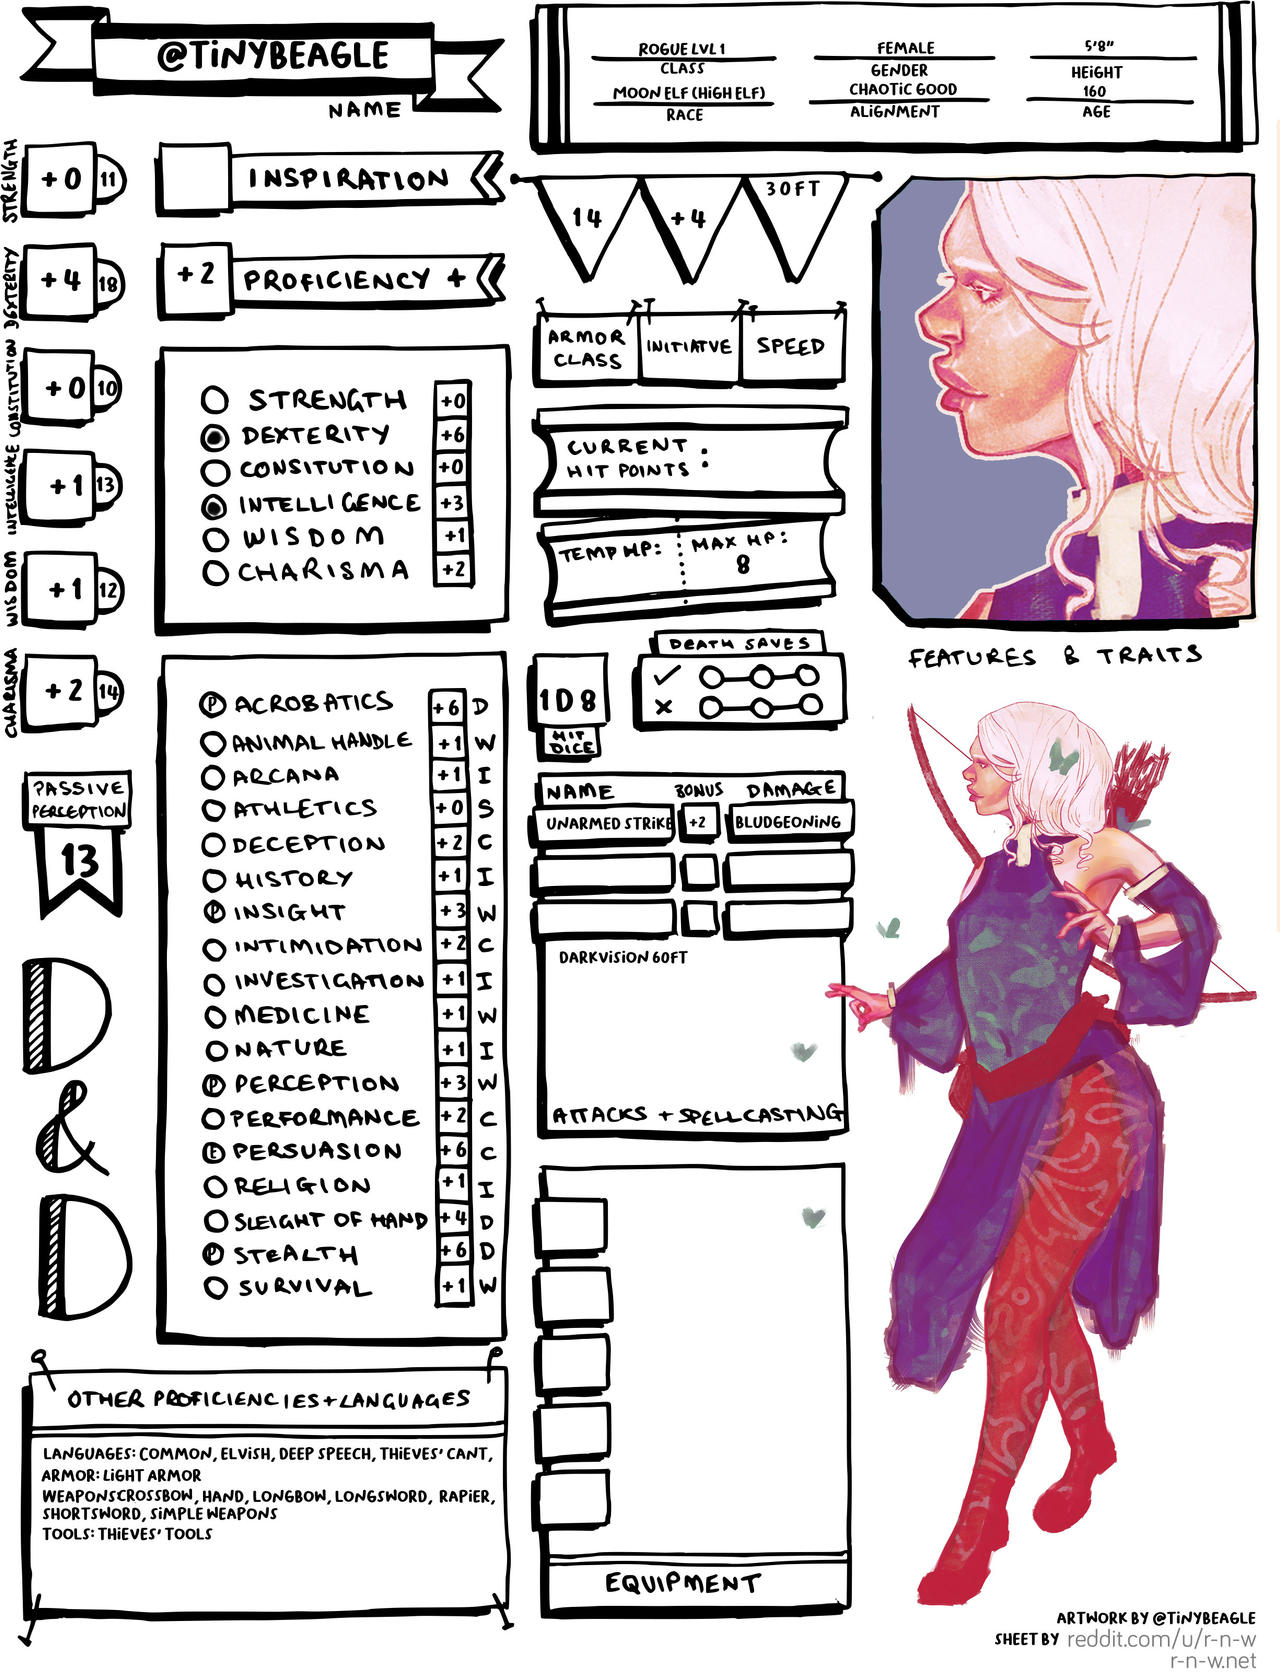 @TiNYBEAGLE
NAME
ROGUE LVL 1
CLASS
MOON ELF (HiGH ELF)
RACE
FEMALE
GENDER
CHAOTiC GOOD
ALiGNMENT
5'8"
HEiGHT
160
AGE
STRENGTH
+0 11
DEXTERITY
+4 18
CONSTITUTION
+0 10
INTELLIGENCE
+1 13
WISDOM
+1 12
CHARISMA
+2 14
INSPIRATION
+2 PROFICIENCY +
STRENGTH +0
DEXTERITY +6
CONSITUTION +0
INTELLIGENCE +3
WISDOM +1
CHARISMA +2
P ACROBATICS +6 D
ANIMAL HANDLE +1 W
ARCANA +1 I
ATHLETICS +0 S
DECEPTION +2 C
HISTORY +1 I
P INSIGHT +3 W
INTIMIDATION +2 C
INVESTIGATION +1 I
MEDICINE +1 W
NATURE +1 I
P PERCEPTION +3 W
PERFORMANCE +2 C
E PERSUASION +6 C
RELIGION +1 I
SLEIGHT OF HAND +4 D
P STEALTH +6 D
SURVIVAL +1 W
PASSIVE
PERCEPTION
13
D
&
D
OTHER PROFICIENCIES+LANGUAGES
LANGUAGES: COMMON, ELViSH, DEEP SPEECH, THiEVES' CANT,
ARMOR: LiGHT ARMOR
WEAPONSCROSSBOW, HAND, LONGBOW, LONGSWORD, RAPiER,
SHORTSWORD, SiMPLE WEAPONS
TOOLS: THiEVES' TOOLS
14 +4 30FT
ARMOR
CLASS
INITIATVE
SPEED
CURRENT
HIT POINTS :
TEMP HP:
MAX HP:
8
DEATH SAVES
1D8
HIT
DICE
NAME BONUS DAMAGE
UNARMED STRiKE +2 BLUDGEONiNG
DARKViSiON 60FT
ATTACKS + SPELLCASTING
EQUIPMENT
FEATURES & TRAITS
ARTWORK BY @TiNYBEAGLE
SHEET BY reddit.com/u/r-n-w
r-n-w.net